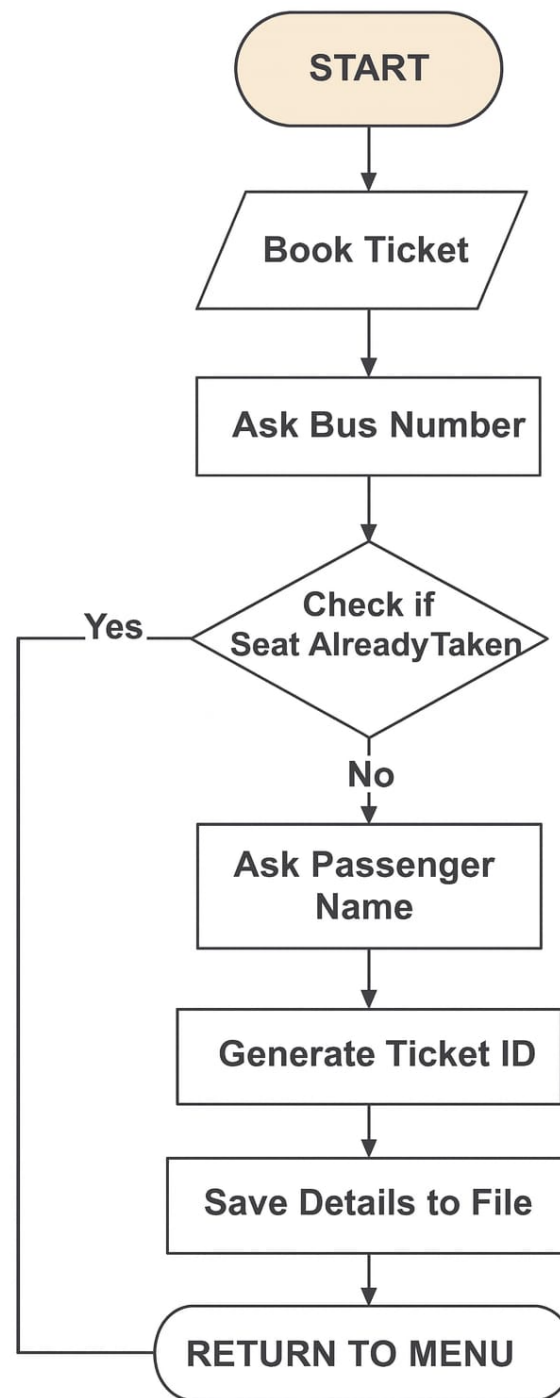 START
Book Ticket
Ask Bus Number
Check if
Seat AlreadyTaken
Yes
No
Ask Passenger
Name
Generate Ticket ID
Save Details to File
RETURN TO MENU